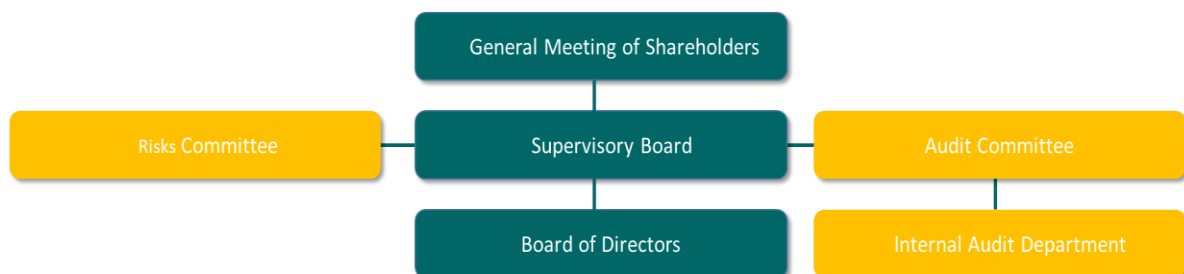 General Meeting of Shareholders
Risks Committee
Supervisory Board
Audit Committee
Board of Directors
Internal Audit Department